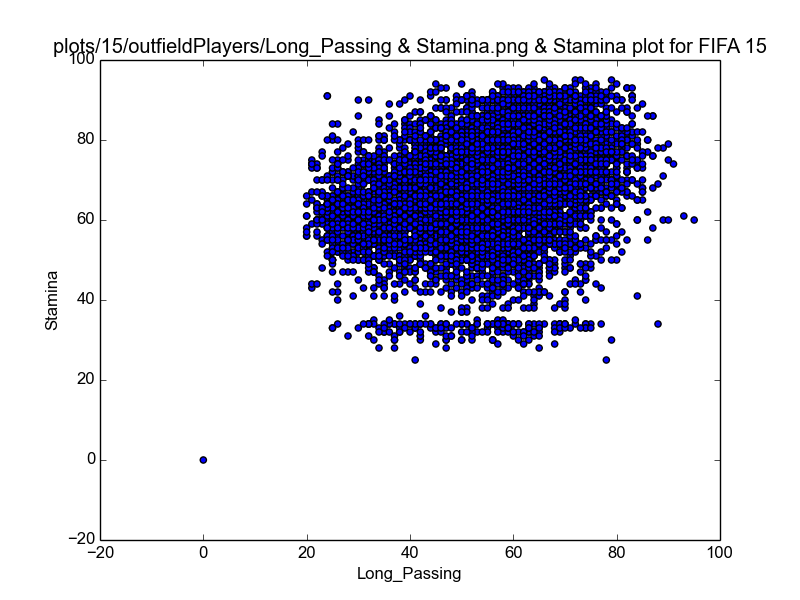 plots/15/outfieldPlayers/Long_Passing & Stamina.png & Stamina plot for FIFA 15
100
80
60
40
20
0
−20
Stamina
−20 0 20 40 60 80 100
Long_Passing